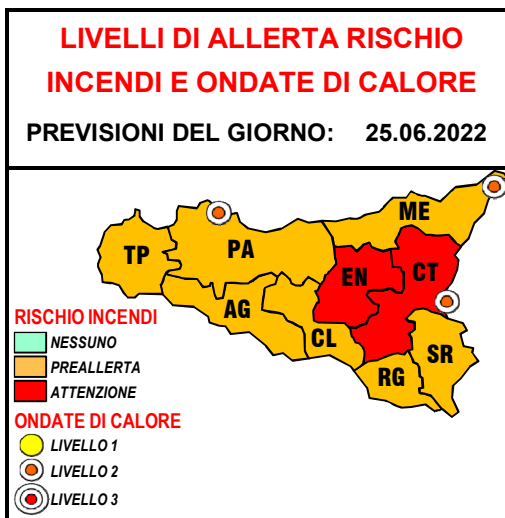 LIVELLI DI ALLERTA RISCHIO
INCENDI E ONDATE DI CALORE
PREVISIONI DEL GIORNO: 25.06.2022
ME
TP
PA
EN
CT
AG
CL
SR
RG
RISCHIO INCENDI
NESSUNO
PREALLERTA
ATTENZIONE
ONDATE DI CALORE
LIVELLO 1
LIVELLO 2
LIVELLO 3